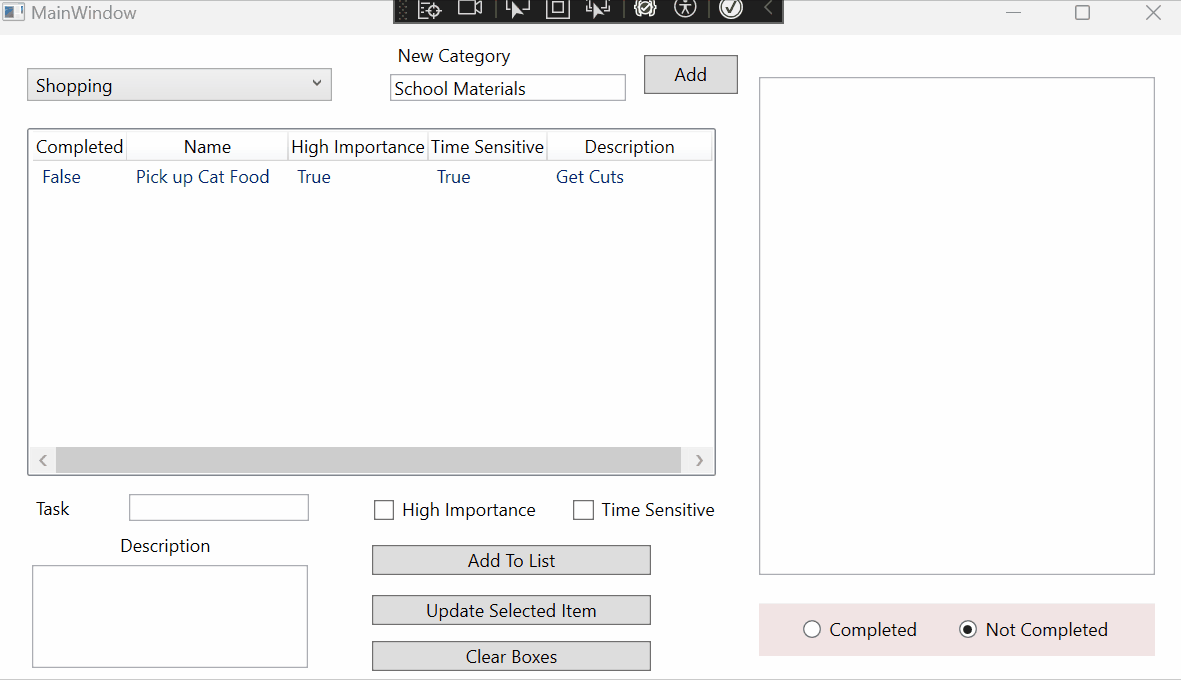 MainWindow
New Category
Shopping
School Materials
Add
Completed Name High Importance Time Sensitive Description
False Pick up Cat Food True True Get Cuts
Task
High Importance
Time Sensitive
Description
Add To List
Update Selected Item
Clear Boxes
Completed
Not Completed